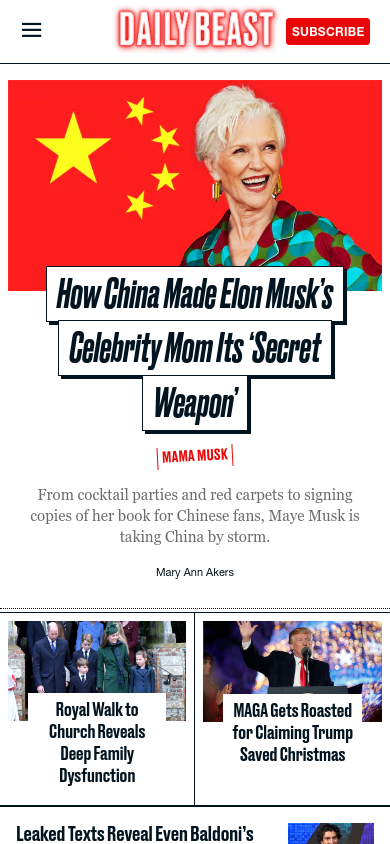 DAILY BEAST
SUBSCRIBE
How China Made Elon Musk's
Celebrity Mom Its ‘Secret
Weapon’
MAMA MUSK
From cocktail parties and red carpets to signing
copies of her book for Chinese fans, Maye Musk is
taking China by storm.
Mary Ann Akers
Royal Walk to
Church Reveals
Deep Family
Dysfunction
MAGA Gets Roasted
for Claiming Trump
Saved Christmas
Leaked Texts Reveal Even Baldoni’s